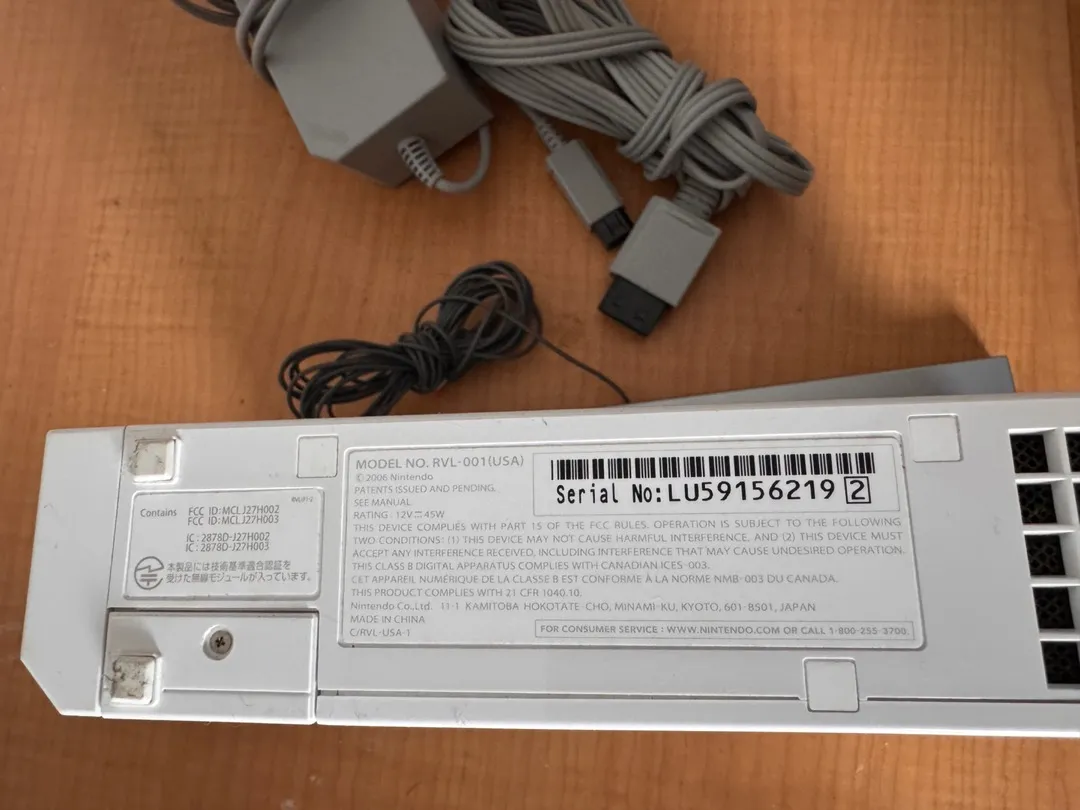 MODEL NO. RVL-001(USA)
©2006 Nintendo
PATENTS ISSUED AND PENDING.
SEE MANUAL
RATING : 12V⎓45W
Serial No:LU59156219 2
THIS DEVICE COMPLIES WITH PART 15 OF THE FCC RULES. OPERATION IS SUBJECT TO THE FOLLOWING
TWO CONDITIONS: (1) THIS DEVICE MAY NOT CAUSE HARMFUL INTERFERENCE, AND (2) THIS DEVICE MUST
ACCEPT ANY INTERFERENCE RECEIVED, INCLUDING INTERFERENCE THAT MAY CAUSE UNDESIRED OPERATION.
THIS CLASS B DIGITAL APPARATUS COMPLIES WITH CANADIAN ICES-003.
CET APPAREIL NUMÉRIQUE DE LA CLASSE B EST CONFORME À LA NORME NMB-003 DU CANADA.
THIS PRODUCT COMPLIES WITH 21 CFR 1040.10.
Nintendo Co.,Ltd. 11-1 KAMITOBA HOKOTATE-CHO, MINAMI-KU, KYOTO, 601-8501, JAPAN
MADE IN CHINA
C/RVL-USA-1
FOR CONSUMER SERVICE : WWW.NINTENDO.COM OR CALL 1-800-255-3700.
Contains FCC ID:MCLJ27H002
FCC ID:MCLJ27H003
IC: 2878D-J27H002
IC: 2878D-J27H003
本製品には技術基準適合認証を
受けた無線モジュールが入っています。